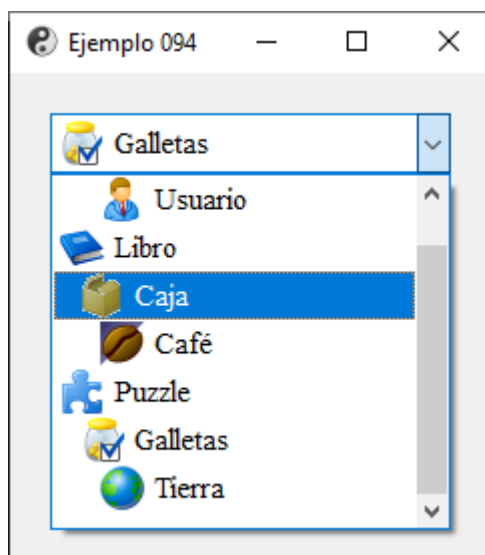 Ejemplo 094
Galletas
Usuario
Libro
Caja
Café
Puzzle
Galletas
Tierra